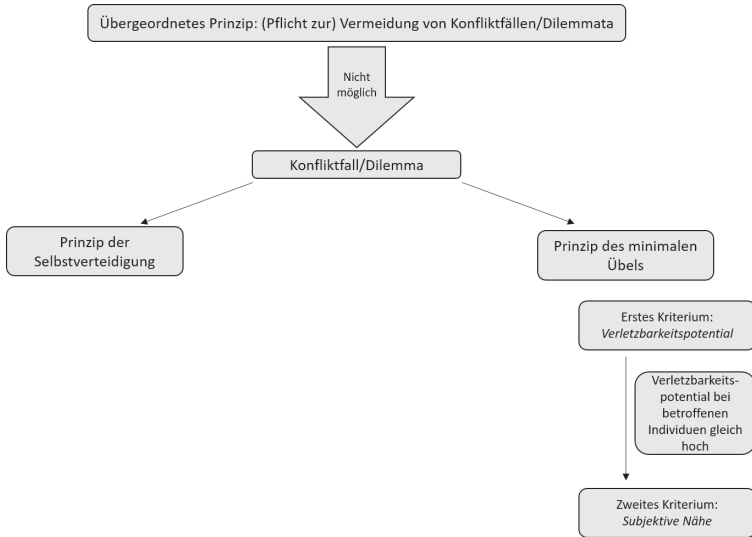 Übergeordnetes Prinzip: (Pflicht zur) Vermeidung von Konfliktfällen/Dilemmata
Nicht
möglich
Konfliktfall/Dilemma
Prinzip der
Selbstverteidigung
Prinzip des minimalen
Übels
Erstes Kriterium:
Verletzbarkeitspotential
Verletzbarkeits-
potential bei
betroffenen
Individuen gleich
hoch
Zweites Kriterium:
Subjektive Nähe